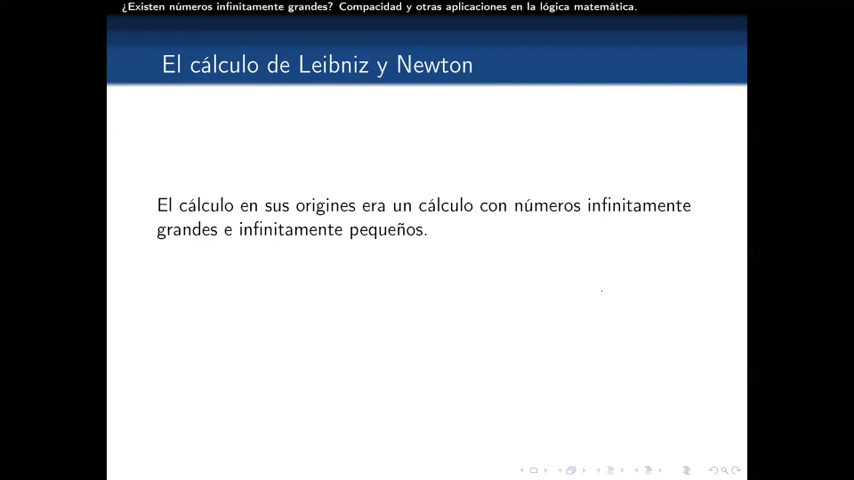 ¿Existen números infinitamente grandes? Compacidad y otras aplicaciones en la lógica matemática.
El cálculo de Leibniz y Newton
El cálculo en sus origines era un cálculo con números infinitamente
grandes e infinitamente pequeños.